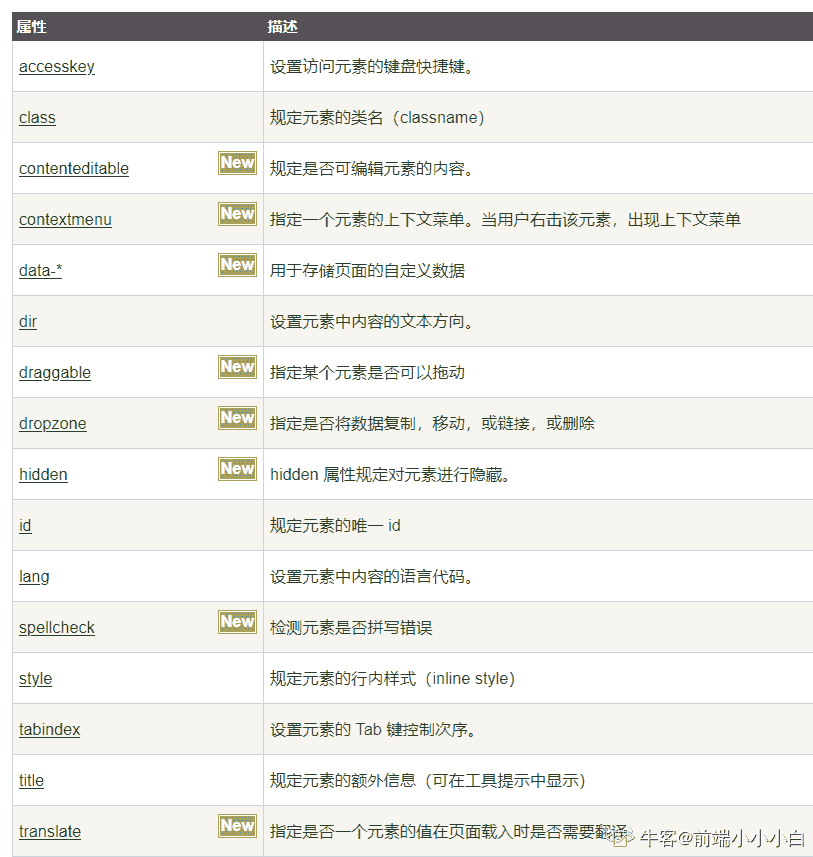 属性 描述
accesskey 设置访问元素的键盘快捷键。
class 规定元素的类名（classname）
contenteditable New 规定是否可编辑元素的内容。
contextmenu New 指定一个元素的上下文菜单。当用户右击该元素，出现上下文菜单
data-* New 用于存储页面的自定义数据
dir 设置元素中内容的文本方向。
draggable New 指定某个元素是否可以拖动
dropzone New 指定是否将数据复制，移动，或链接，或删除
hidden New hidden 属性规定对元素进行隐藏。
id 规定元素的唯一 id
lang 设置元素中内容的语言代码。
spellcheck New 检测元素是否拼写错误
style 规定元素的行内样式（inline style）
tabindex 设置元素的 Tab 键控制次序。
title 规定元素的额外信息（可在工具提示中显示）
translate New 指定是否一个元素的值在页面载入时是否需要翻译
牛客@前端小小小白